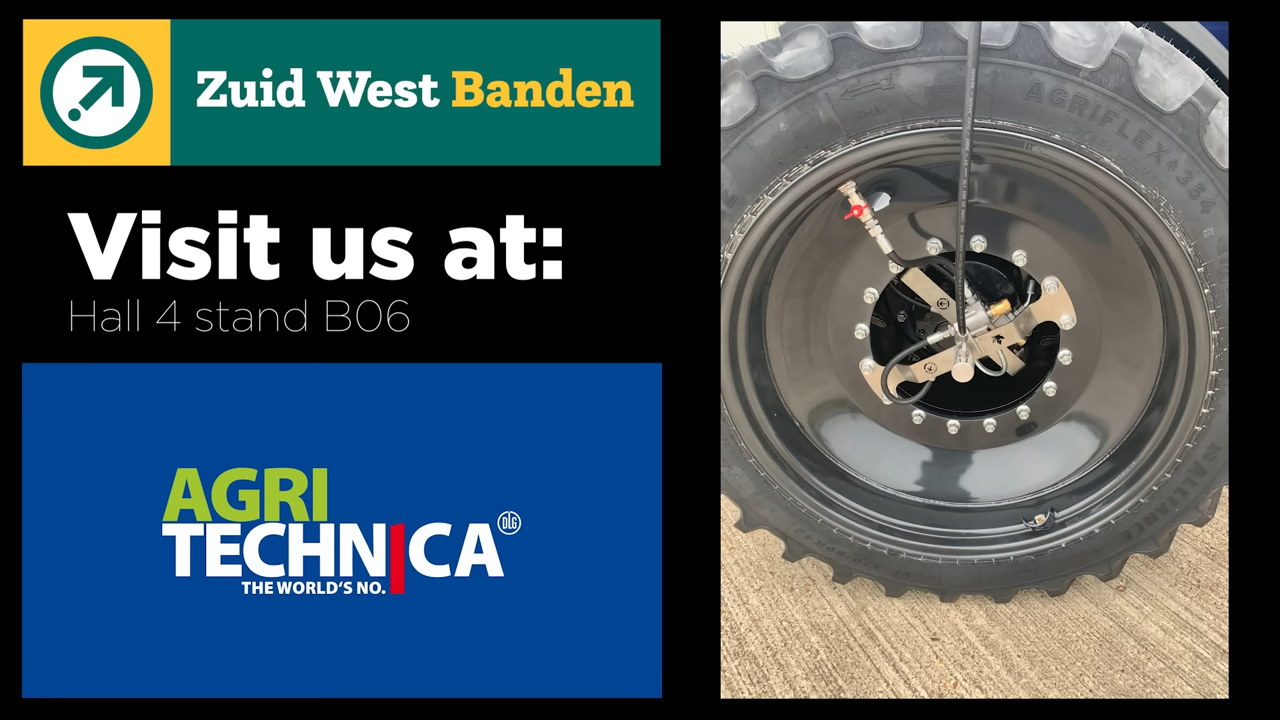 Zuid West Banden
Visit us at:
Hall 4 stand B06
AGRI
TECHNICA
DLG
THE WORLD'S NO.
AGRIFLEX+354
ALLIANCE